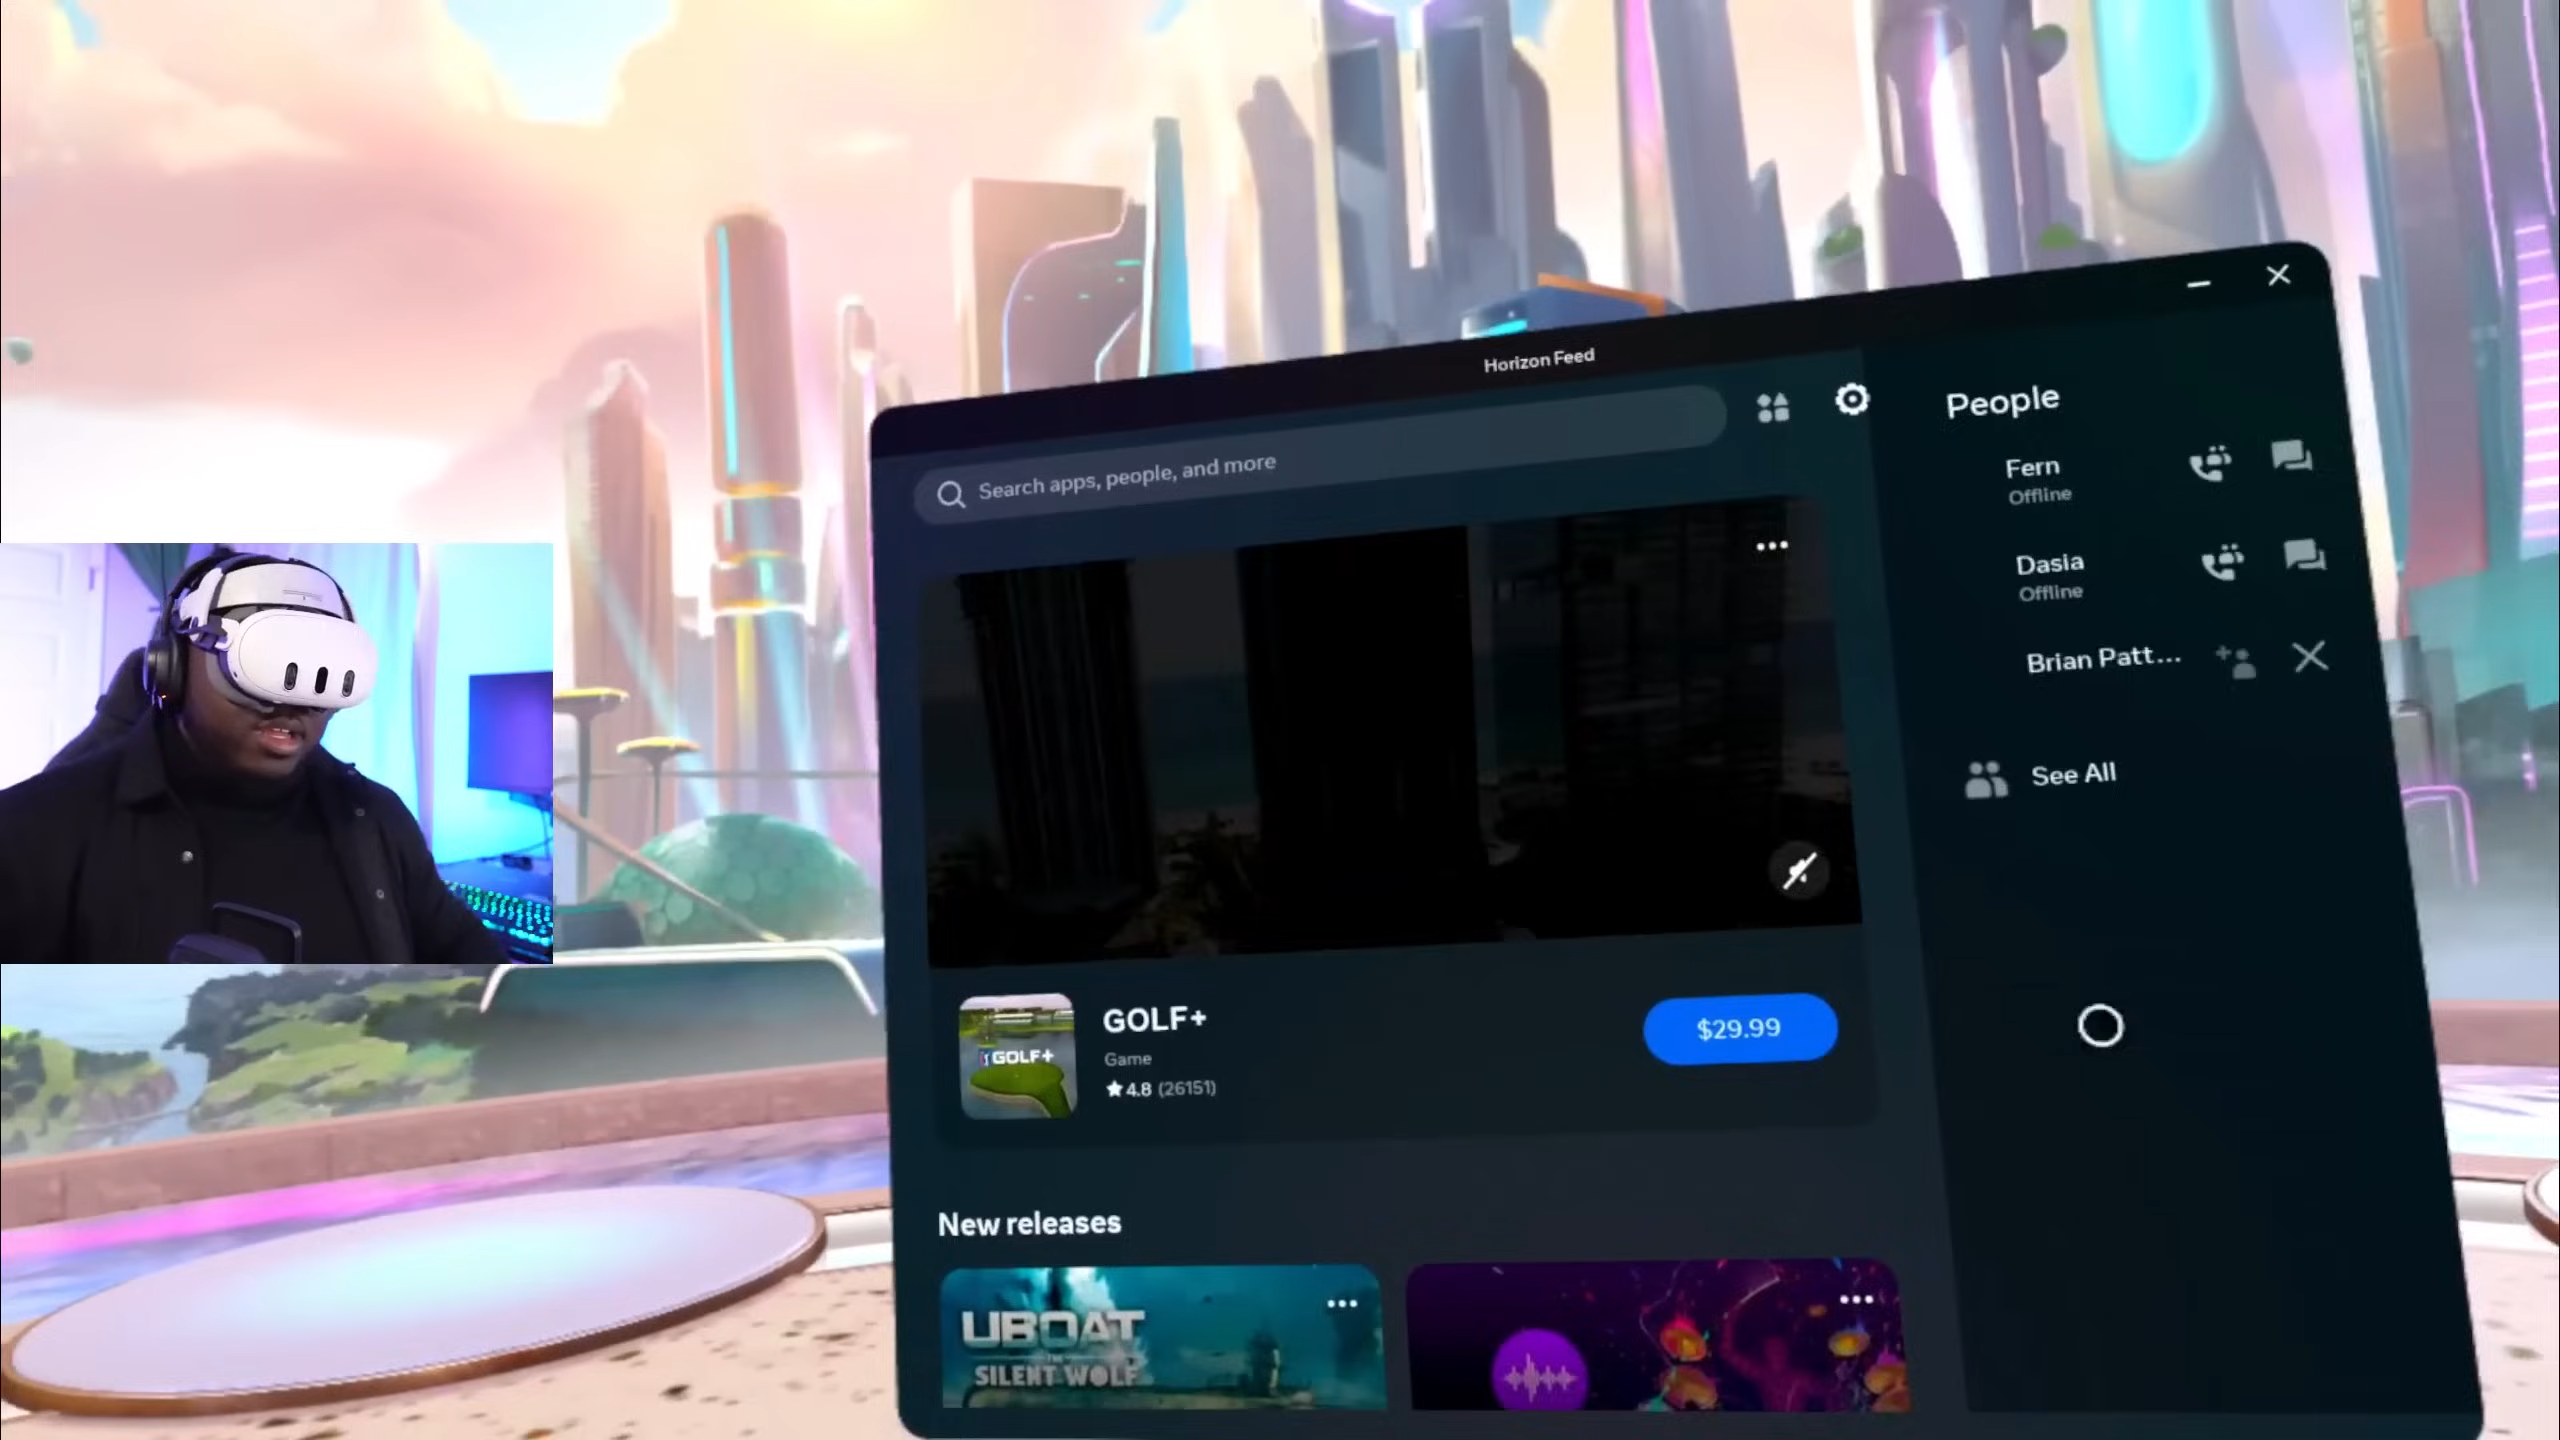 Horizon Feed
Search apps, people, and more
People
Fern
Offline
Dasia
Offline
Brian Patt...
See All
GOLF+
GOLF+
Game
4.8 (26151)
$29.99
New releases
UBOAT
THE
SILENT WOLF